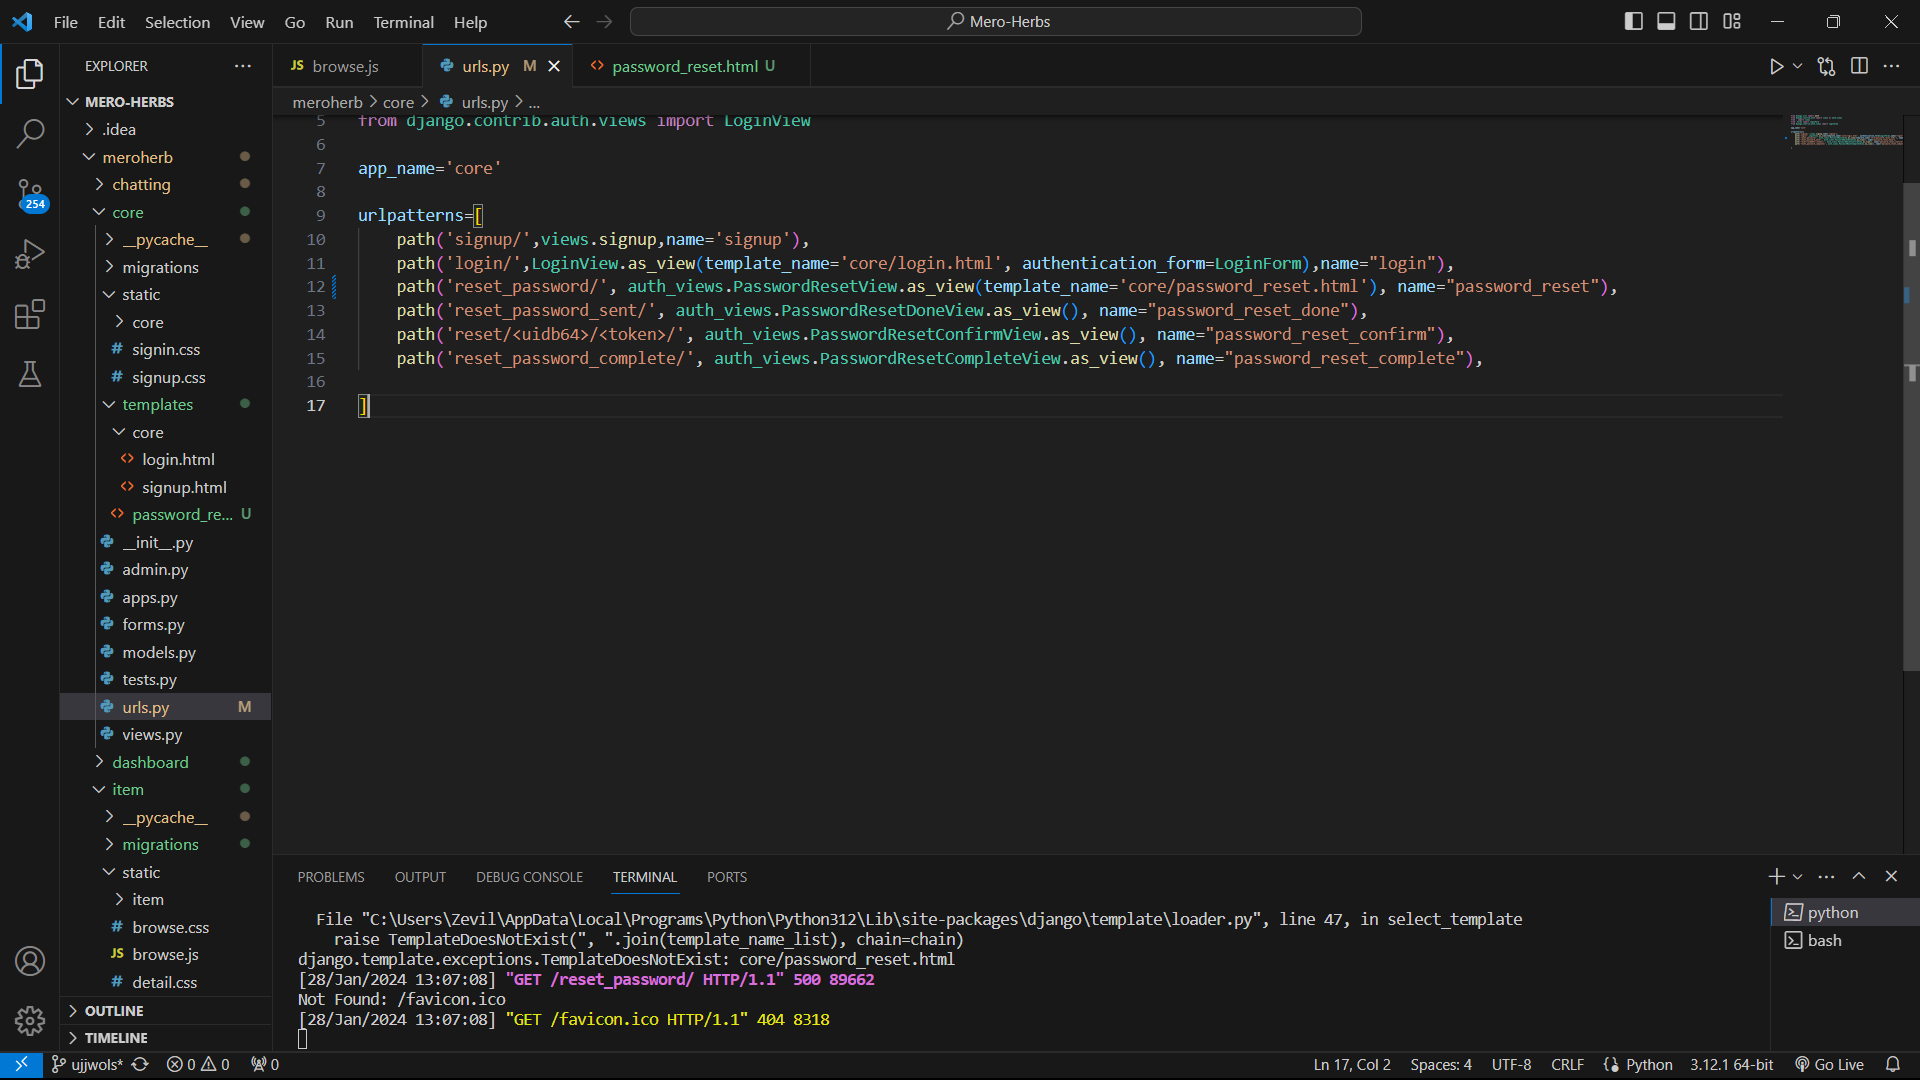 File Edit Selection View Go Run Terminal Help
Mero-Herbs
EXPLORER
MERO-HERBS
.idea
meroherb
chatting
core
__pycache__
migrations
static
core
signin.css
signup.css
templates
core
login.html
signup.html
password_re... U
__init__.py
admin.py
apps.py
forms.py
models.py
tests.py
urls.py M
views.py
dashboard
item
__pycache__
migrations
static
item
browse.css
browse.js
detail.css
OUTLINE
TIMELINE
254
browse.js urls.py M password_reset.html U
meroherb > core > urls.py > ...
5 from django.contrib.auth.views import LoginView
6
7 app_name='core'
8
9 urlpatterns=[
10 path('signup/',views.signup,name='signup'),
11 path('login/',LoginView.as_view(template_name='core/login.html', authentication_form=LoginForm),name="login"),
12 path('reset_password/', auth_views.PasswordResetView.as_view(template_name='core/password_reset.html'), name="password_reset"),
13 path('reset_password_sent/', auth_views.PasswordResetDoneView.as_view(), name="password_reset_done"),
14 path('reset/<uidb64>/<token>/', auth_views.PasswordResetConfirmView.as_view(), name="password_reset_confirm"),
15 path('reset_password_complete/', auth_views.PasswordResetCompleteView.as_view(), name="password_reset_complete"),
16
17 ]
PROBLEMS OUTPUT DEBUG CONSOLE TERMINAL PORTS
File "C:\Users\Zevil\AppData\Local\Programs\Python\Python312\Lib\site-packages\django\template\loader.py", line 47, in select_template
raise TemplateDoesNotExist(", ".join(template_name_list), chain=chain)
django.template.exceptions.TemplateDoesNotExist: core/password_reset.html
[28/Jan/2024 13:07:08] "GET /reset_password/ HTTP/1.1" 500 89662
Not Found: /favicon.ico
[28/Jan/2024 13:07:08] "GET /favicon.ico HTTP/1.1" 404 8318
python
bash
ujjwols* 0 0 0 Ln 17, Col 2 Spaces: 4 UTF-8 CRLF Python 3.12.1 64-bit Go Live